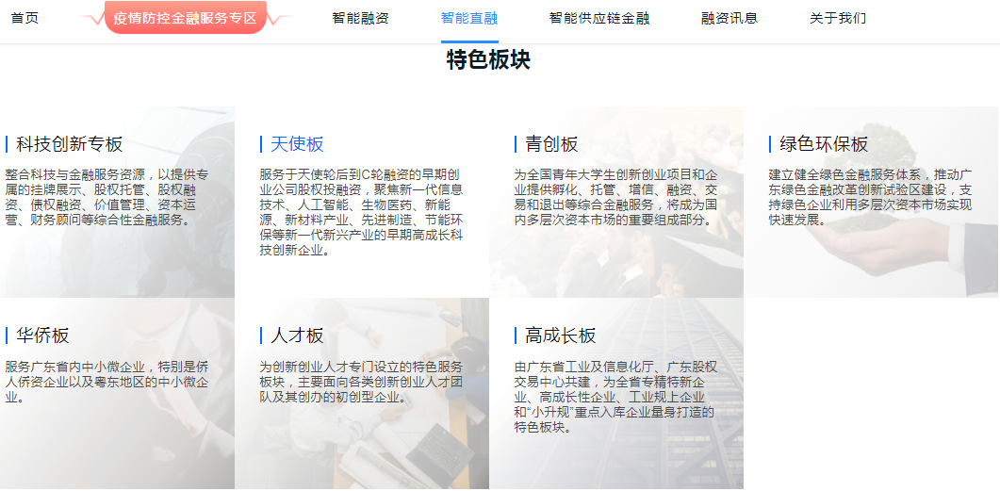 首页
疫情防控金融服务专区
智能融资
智能直融
智能供应链金融
融资讯息
关于我们
特色板块
科技创新专板
整合科技与金融服务资源，以提供专
属的挂牌展示、股权托管、股权融
资、债权融资、价值管理、资本运
营、财务顾问等综合性金融服务。
天使板
服务于天使轮后到C轮融资的早期创
业公司股权投融资，聚焦新一代信息
技术、人工智能、生物医药、新能
源、新材料产业、先进制造、节能环
保等新一代新兴产业的早期高成长科
技创新企业。
青创板
为全国青年大学生创新创业项目和企
业提供孵化、托管、增信、融资、交
易和退出等综合金融服务，将成为国
内多层次资本市场的重要组成部分。
绿色环保板
建立健全绿色金融服务体系，推动广
东绿色金融改革创新试验区建设，支
持绿色企业利用多层次资本市场实现
快速发展。
华侨板
服务广东省内中小微企业，特别是侨
人侨资企业以及粤东地区的中小微企
业。
人才板
为创新创业人才专门设立的特色服务
板块，主要面向各类创新创业人才团
队及其创办的初创型企业。
高成长板
由广东省工业及信息化厅、广东股权
交易中心共建，为全省专精特新企
业、高成长性企业、工业规上企业
和“小升规”重点入库企业量身打造的
特色板块。